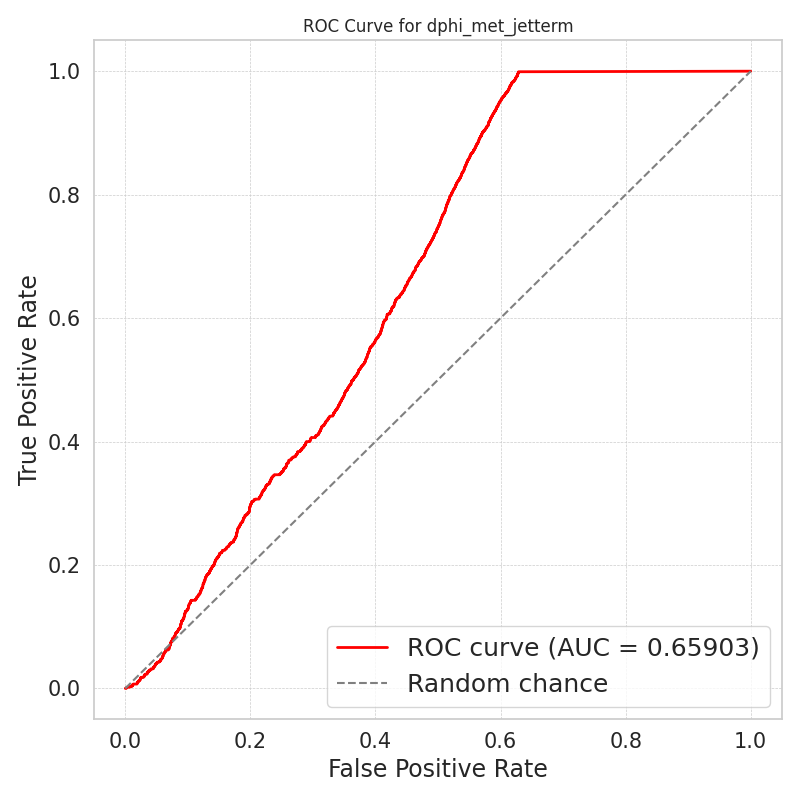 ROC Curve for dphi_met_jetterm
True Positive Rate
1.0
0.8
0.6
0.4
0.2
0.0
ROC curve (AUC = 0.65903)
Random chance
0.0 0.2 0.4 0.6 0.8 1.0
False Positive Rate